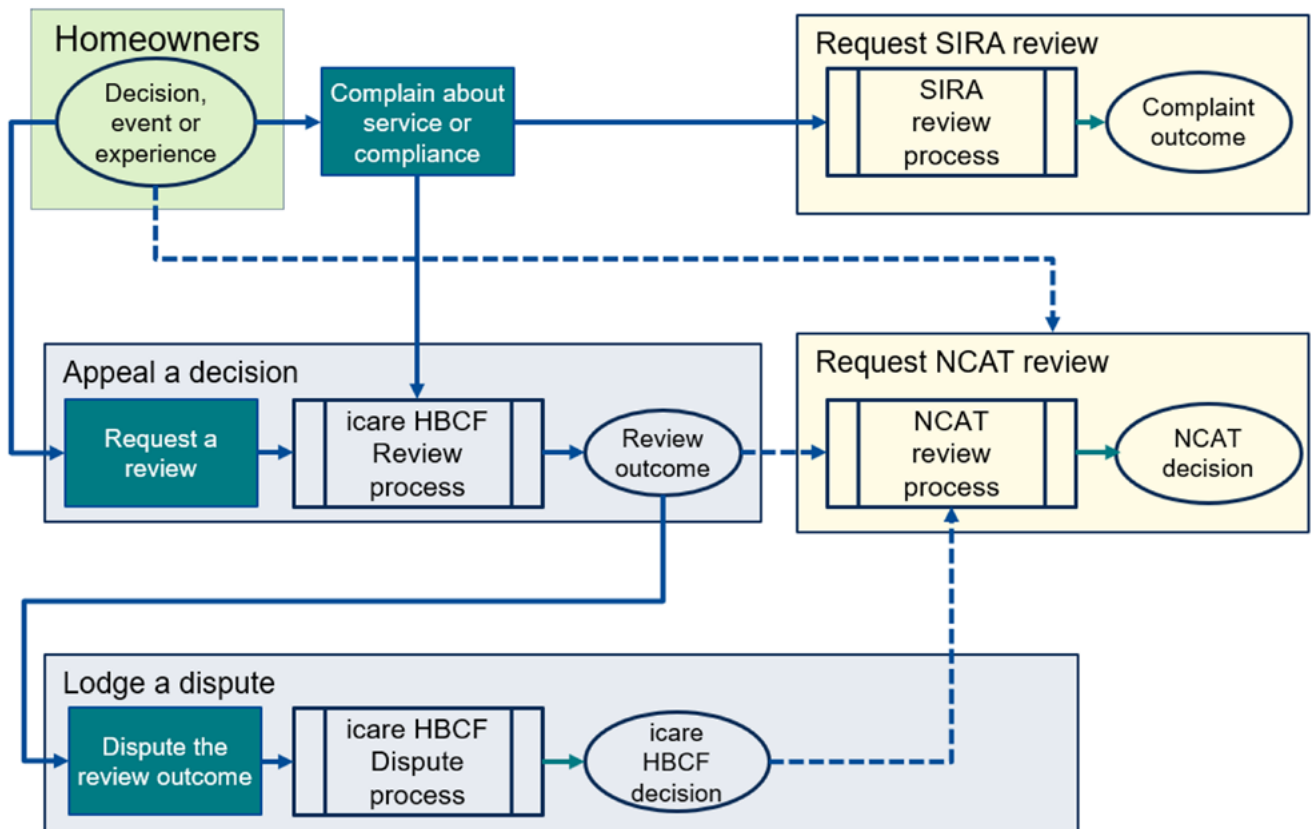 Homeowners
Decision,
event or
experience
Complain about
service or
compliance
Request SIRA review
SIRA
review
process
Complaint
outcome
Appeal a decision
Request a
review
icare HBCF
Review
process
Review
outcome
Request NCAT review
NCAT
review
process
NCAT
decision
Lodge a dispute
Dispute the
review outcome
icare HBCF
Dispute
process
icare
HBCF
decision